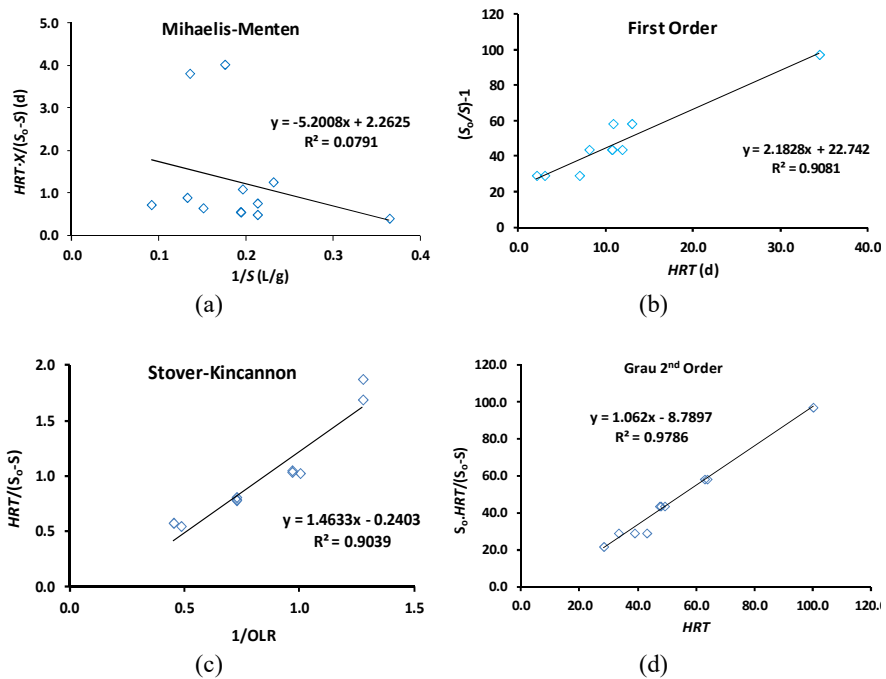 Mihaelis-Menten
HRT·X/(Sₒ-S) (d)
5.0
4.0
3.0
2.0
1.0
0.0
y = -5.2008x + 2.2625
R² = 0.0791
0.0 0.1 0.2 0.3 0.4
1/S (L/g)
(a)
First Order
(Sₒ/S)-1
100
80
60
40
20
0
y = 2.1828x + 22.742
R² = 0.9081
0.0 10.0 20.0 30.0 40.0
HRT (d)
(b)
Stover-Kincannon
HRT/(Sₒ-S)
2.0
1.5
1.0
0.5
0.0
y = 1.4633x - 0.2403
R² = 0.9039
0.0 0.5 1.0 1.5
1/OLR
(c)
Grau 2ⁿᵈ Order
Sₒ.HRT/(Sₒ-S)
100.0
80.0
60.0
40.0
20.0
0.0
y = 1.062x - 8.7897
R² = 0.9786
0.0 20.0 40.0 60.0 80.0 100.0 120.0
HRT
(d)